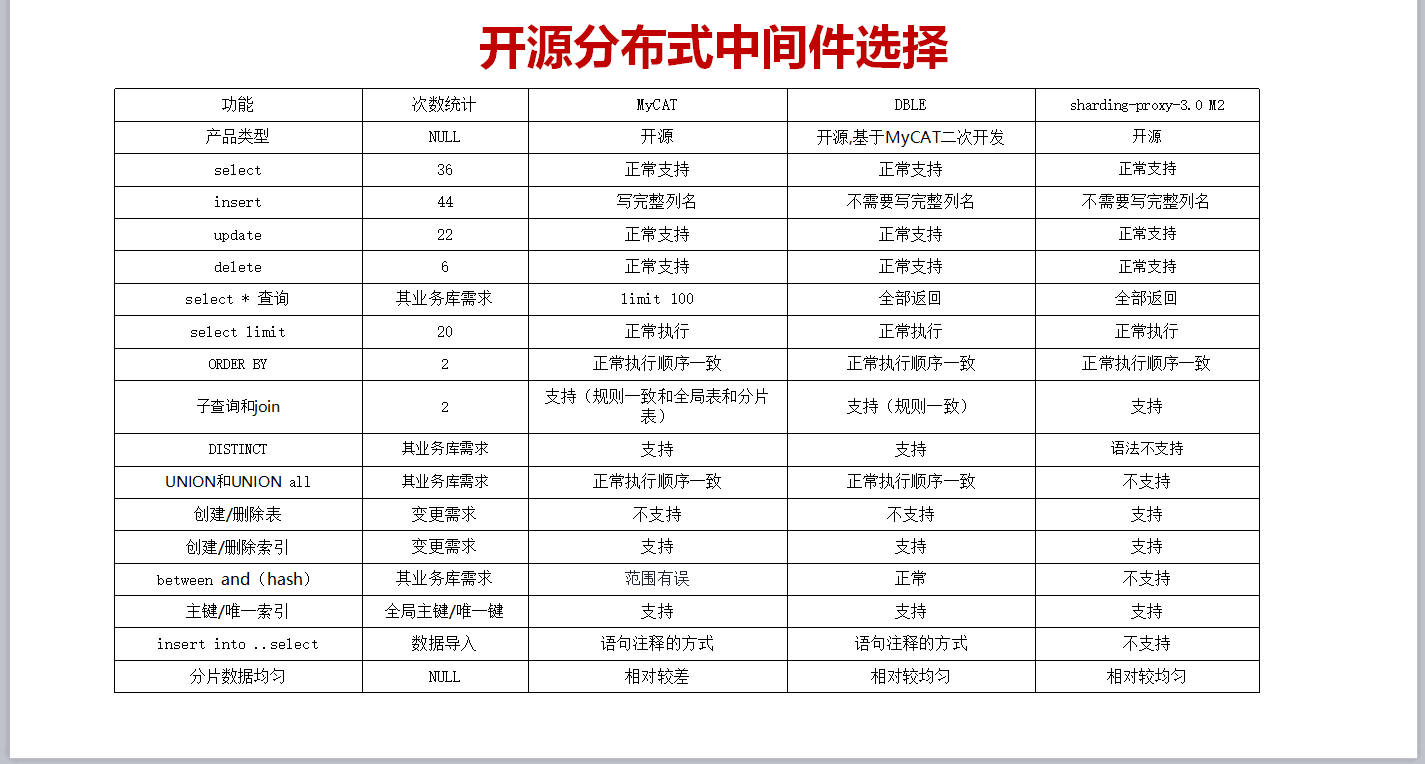 开源分布式中间件选择
功能 次数统计 MyCAT DBLE sharding-proxy-3.0 M2
产品类型 NULL 开源 开源,基于MyCAT二次开发 开源
select 36 正常支持 正常支持 正常支持
insert 44 写完整列名 不需要写完整列名 不需要写完整列名
update 22 正常支持 正常支持 正常支持
delete 6 正常支持 正常支持 正常支持
select * 查询 其业务库需求 limit 100 全部返回 全部返回
select limit 20 正常执行 正常执行 正常执行
ORDER BY 2 正常执行顺序一致 正常执行顺序一致 正常执行顺序一致
子查询和join 2 支持（规则一致和全局表和分片
表） 支持（规则一致） 支持
DISTINCT 其业务库需求 支持 支持 语法不支持
UNION和UNION all 其业务库需求 正常执行顺序一致 正常执行顺序一致 不支持
创建/删除表 变更需求 不支持 不支持 支持
创建/删除索引 变更需求 支持 支持 支持
between and（hash） 其业务库需求 范围有误 正常 不支持
主键/唯一索引 全局主键/唯一键 支持 支持 支持
insert into ..select 数据导入 语句注释的方式 语句注释的方式 不支持
分片数据均匀 NULL 相对较差 相对较均匀 相对较均匀